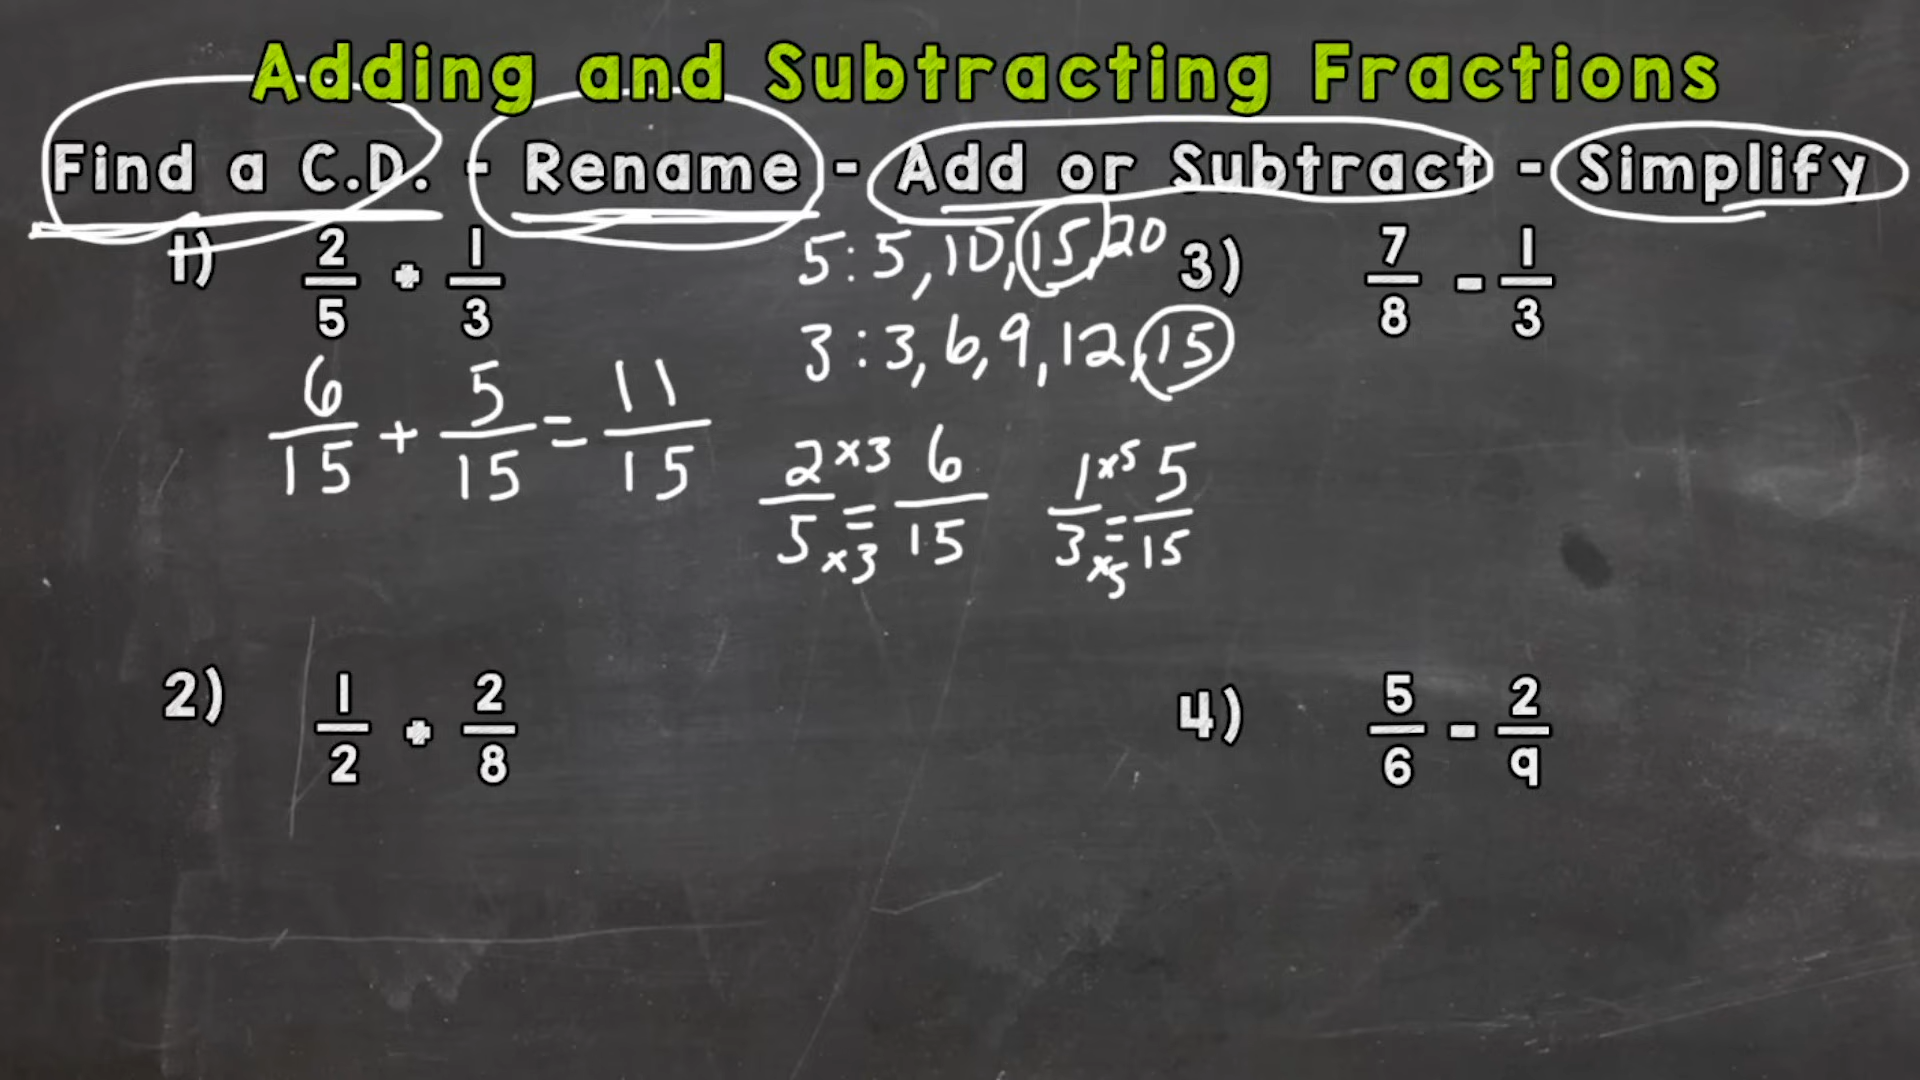 Adding and Subtracting Fractions
Find a C.D. - Rename - Add or Subtract - Simplify
1) 2/5 + 1/3
5: 5, 10, 15, 20
3: 3, 6, 9, 12, 15
6/15 + 5/15 = 11/15
2/5 ×3/×3 = 6/15
1/3 ×5/×5 = 5/15
2) 1/2 + 2/8
3) 7/8 - 1/3
4) 5/6 - 2/9